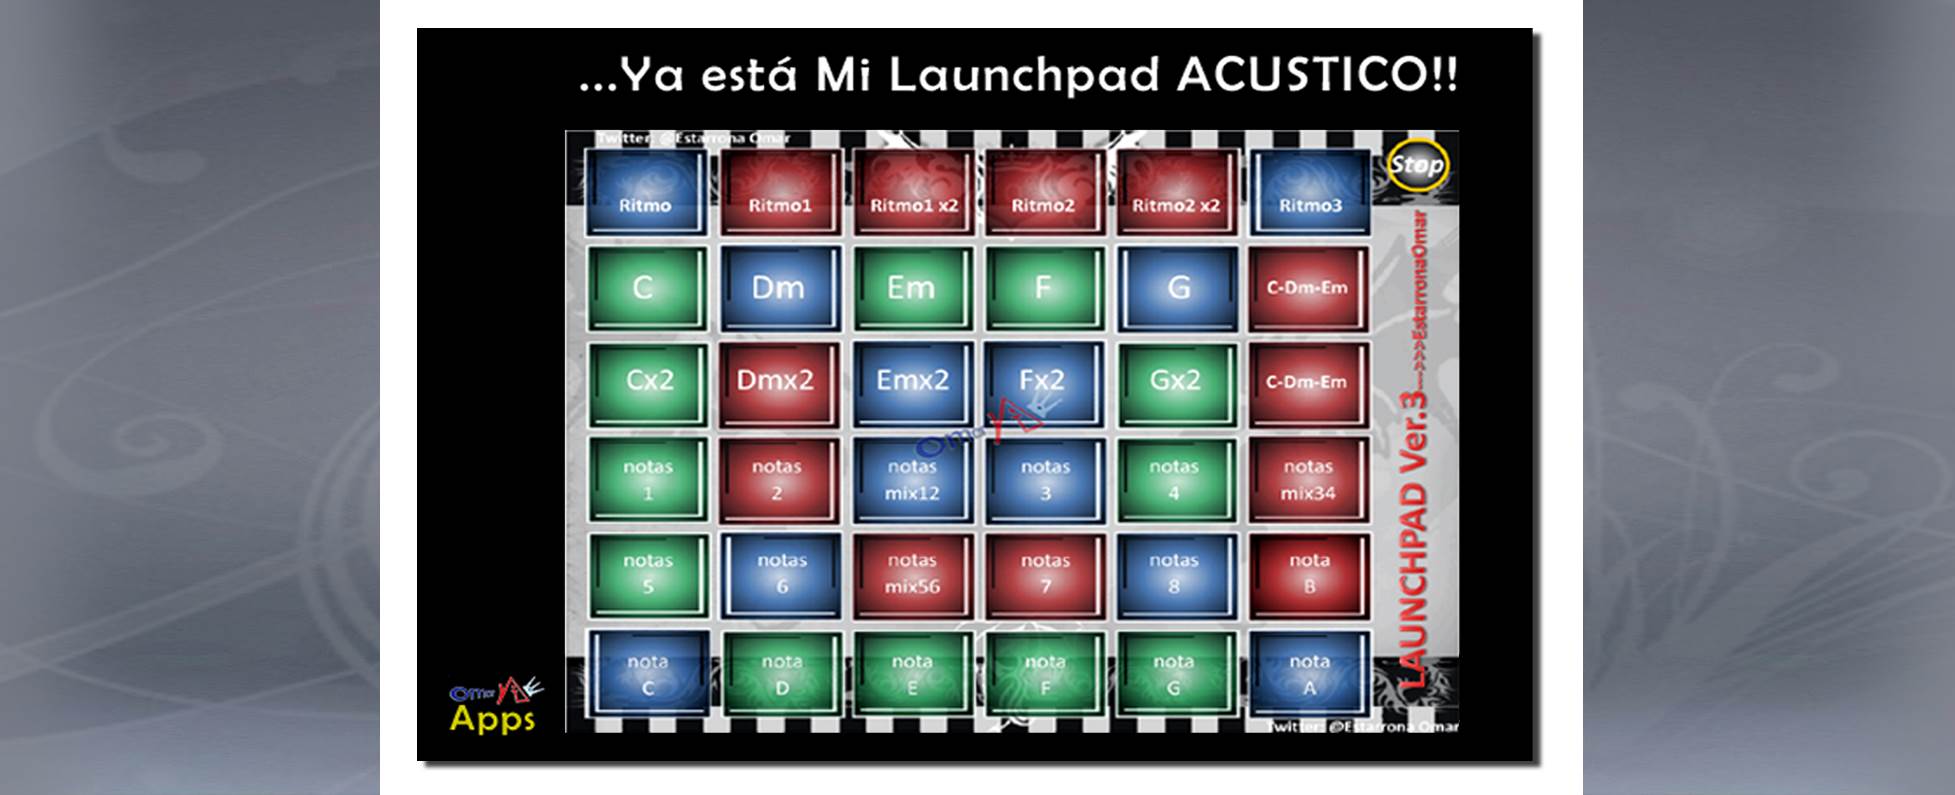 ...Ya está Mi Launchpad ACUSTICO!!
Twitter: @Estarrona Omar
Stop
Ritmo
Ritmo1
Ritmo1 x2
Ritmo2
Ritmo2 x2
Ritmo3
C
Dm
Em
F
G
C-Dm-Em
Cx2
Dmx2
Emx2
Fx2
Gx2
C-Dm-Em
Omar
notas
1
notas
2
notas
mix12
notas
3
notas
4
notas
mix34
notas
5
notas
6
notas
mix56
notas
7
notas
8
nota
B
nota
C
nota
D
nota
E
nota
F
nota
G
nota
A
LAUNCHPAD Ver.3--->>>EstarronaOmar
Twitter: @Estarrona Omar
Omar
Apps